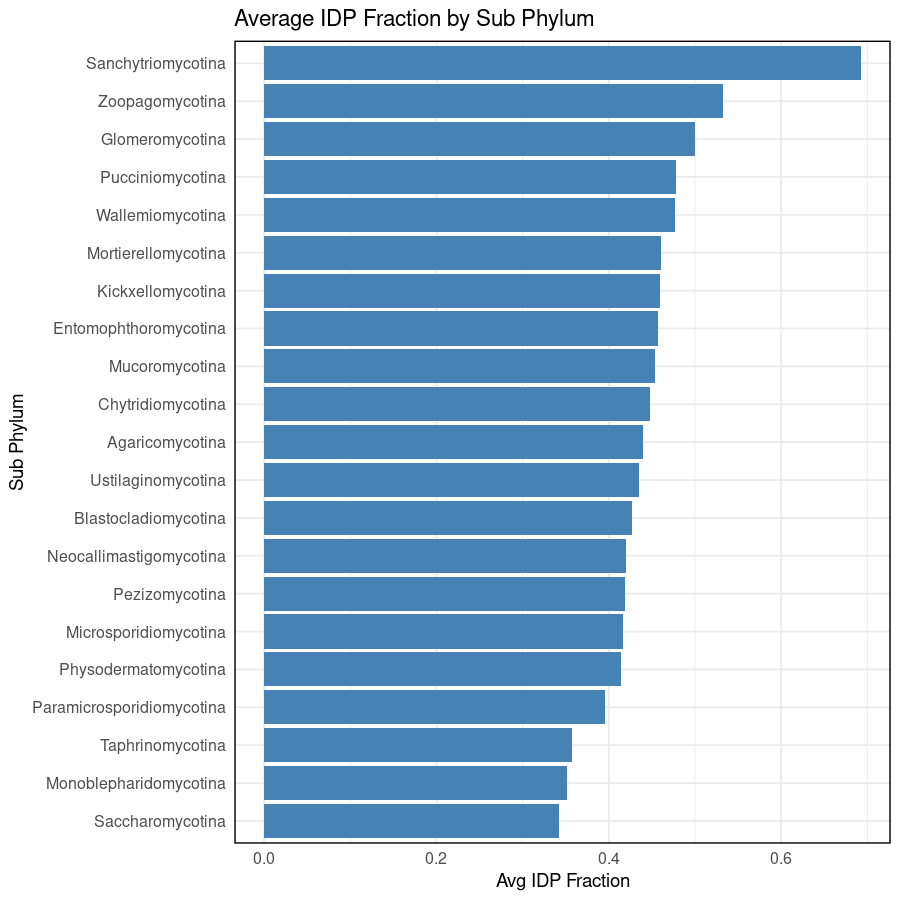 Average IDP Fraction by Sub Phylum
Sanchytriomycotina
Zoopagomycotina
Glomeromycotina
Pucciniomycotina
Wallemiomycotina
Mortierellomycotina
Kickxellomycotina
Entomophthoromycotina
Mucoromycotina
Chytridiomycotina
Agaricomycotina
Ustilaginomycotina
Blastocladiomycotina
Neocallimastigomycotina
Pezizomycotina
Microsporidiomycotina
Physodermatomycotina
Paramicrosporidiomycotina
Taphrinomycotina
Monoblepharidomycotina
Saccharomycotina
Sub Phylum
0.0 0.2 0.4 0.6
Avg IDP Fraction